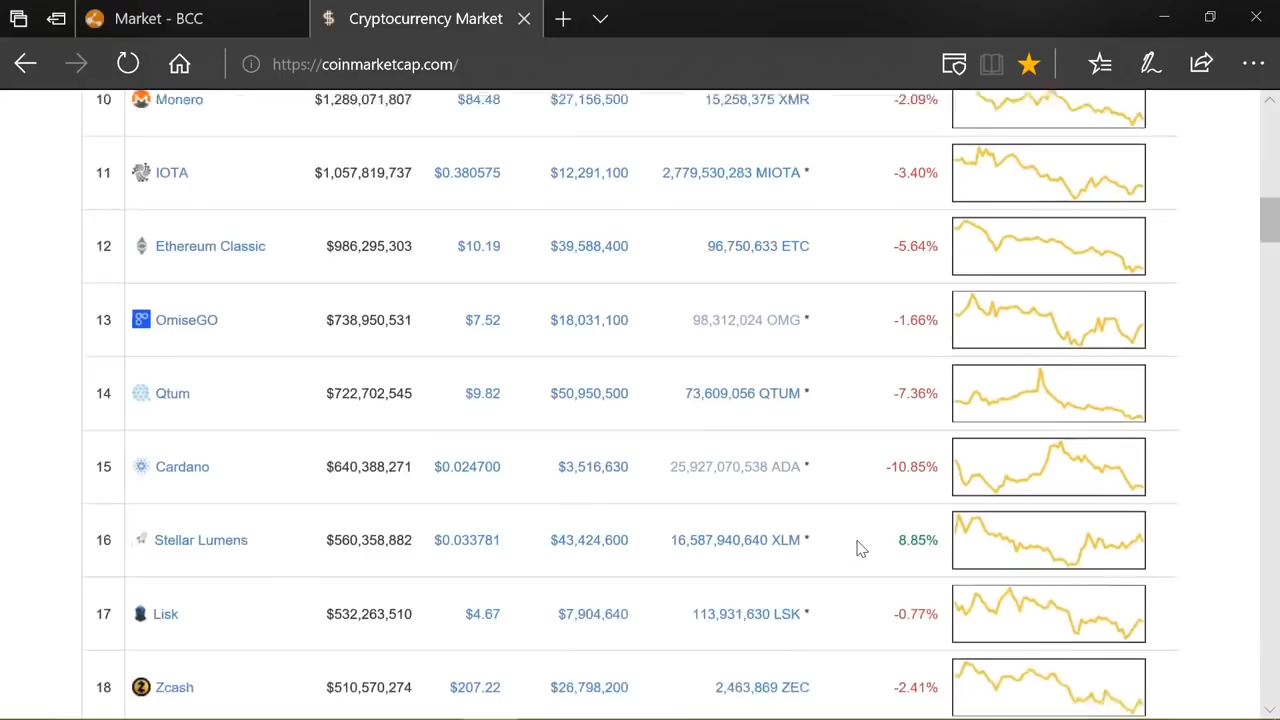 Market - BCC
Cryptocurrency Market
https://coinmarketcap.com/
10 Monero $1,289,071,807 $84.48 $27,156,500 15,258,375 XMR -2.09%
11 IOTA $1,057,819,737 $0.380575 $12,291,100 2,779,530,283 MIOTA * -3.40%
12 Ethereum Classic $986,295,303 $10.19 $39,588,400 96,750,633 ETC -5.64%
13 OmiseGO $738,950,531 $7.52 $18,031,100 98,312,024 OMG * -1.66%
14 Qtum $722,702,545 $9.82 $50,950,500 73,609,056 QTUM * -7.36%
15 Cardano $640,388,271 $0.024700 $3,516,630 25,927,070,538 ADA * -10.85%
16 Stellar Lumens $560,358,882 $0.033781 $43,424,600 16,587,940,640 XLM * 8.85%
17 Lisk $532,263,510 $4.67 $7,904,640 113,931,630 LSK * -0.77%
18 Zcash $510,570,274 $207.22 $26,798,200 2,463,869 ZEC -2.41%